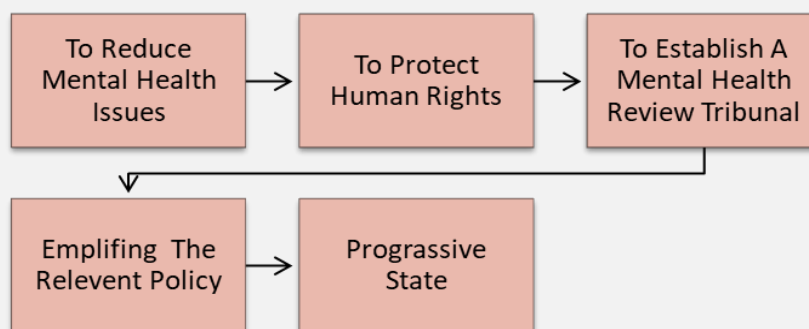 To Reduce
Mental Health
Issues
To Protect
Human Rights
To Establish A
Mental Health
Review Tribunal
Emplifing The
Relevent Policy
Prograssive
State